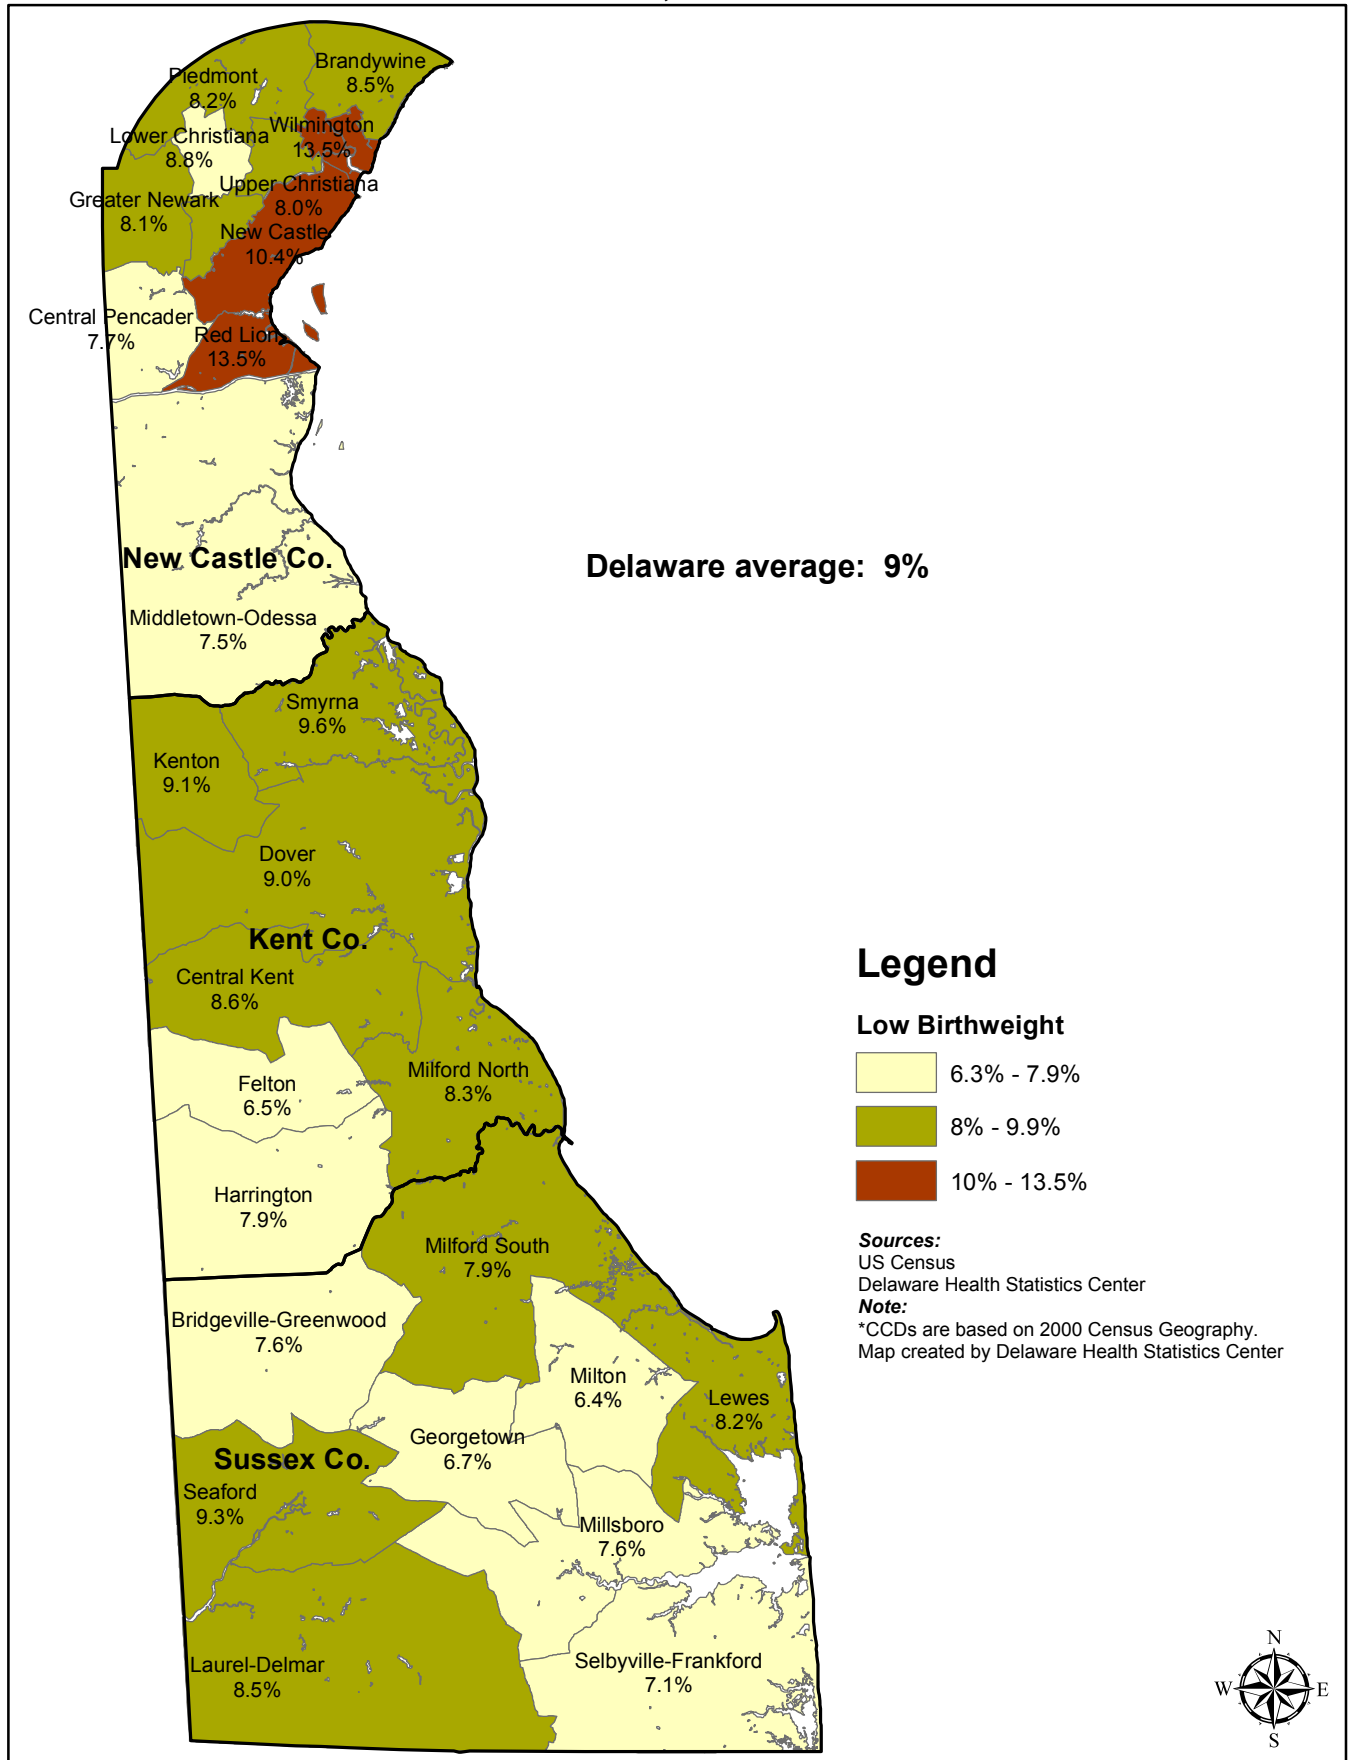 Piedmont
8.2%
Brandywine
8.5%
Lower Christiana
8.8%
Wilmington
13.5%
Greater Newark
8.1%
Upper Christiana
8.0%
New Castle
10.4%
Central Pencader
7.7%
Red Lion
13.5%
New Castle Co.
Delaware average: 9%
Middletown-Odessa
7.5%
Smyrna
9.6%
Kenton
9.1%
Dover
9.0%
Kent Co.
Central Kent
8.6%
Felton
6.5%
Milford North
8.3%
Harrington
7.9%
Milford South
7.9%
Bridgeville-Greenwood
7.6%
Milton
6.4%
Lewes
8.2%
Georgetown
6.7%
Sussex Co.
Seaford
9.3%
Millsboro
7.6%
Laurel-Delmar
8.5%
Selbyville-Frankford
7.1%
Legend
Low Birthweight
6.3% - 7.9%
8% - 9.9%
10% - 13.5%
Sources:
US Census
Delaware Health Statistics Center
Note:
*CCDs are based on 2000 Census Geography.
Map created by Delaware Health Statistics Center
N
W
E
S